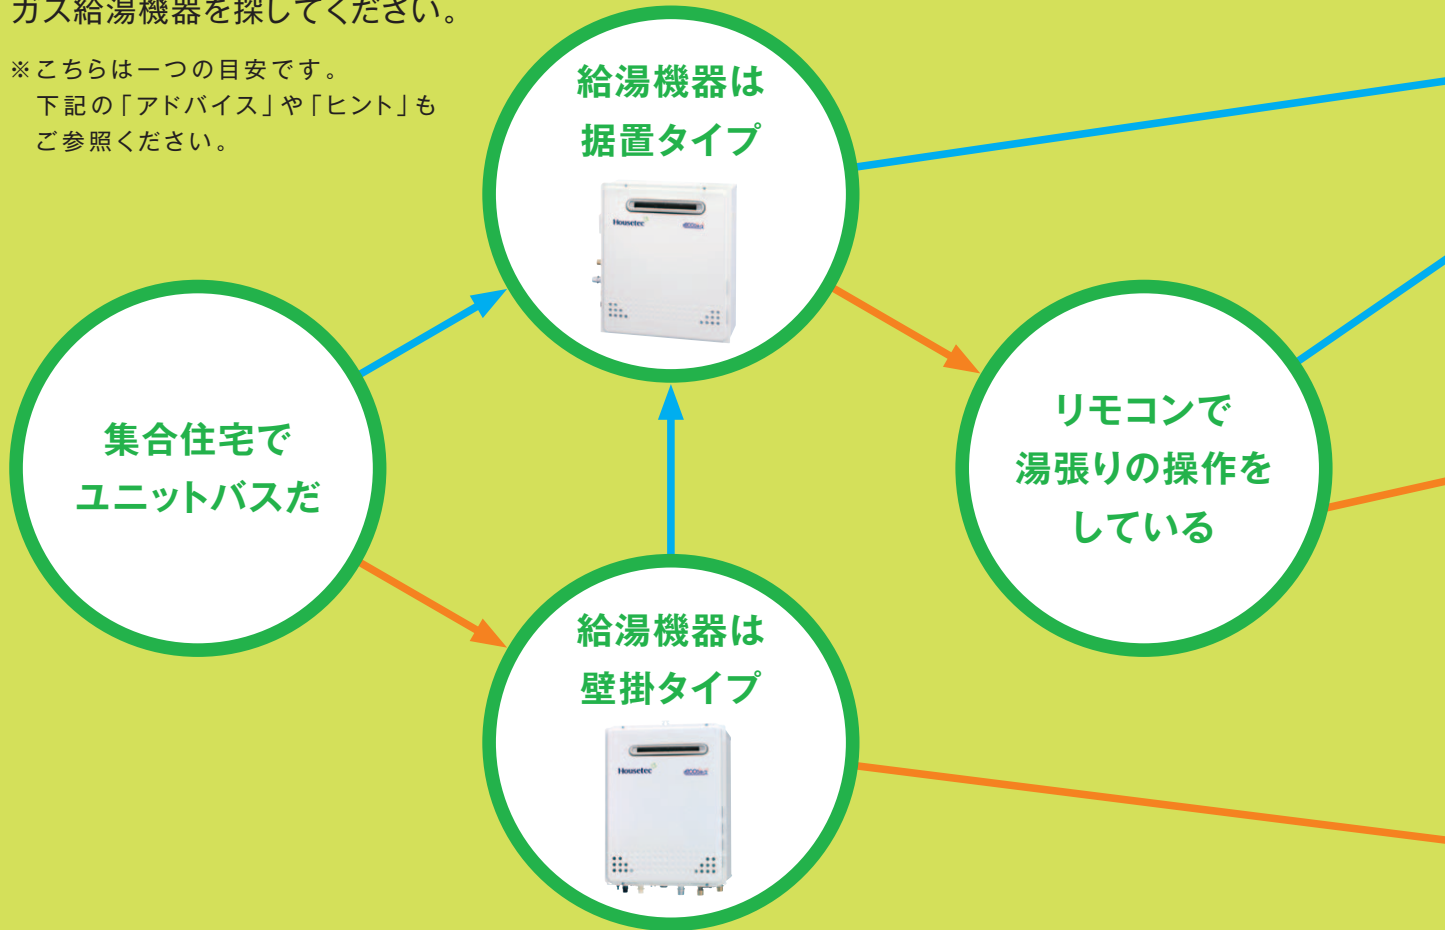 ガス給湯機器を探してください。
※こちらは一つの目安です。
下記の「アドバイス」や「ヒント」も
ご参照ください。
給湯機器は
据置タイプ
Housetec
集合住宅で
ユニットバスだ
リモコンで
湯張りの操作を
している
給湯機器は
壁掛タイプ
Housetec